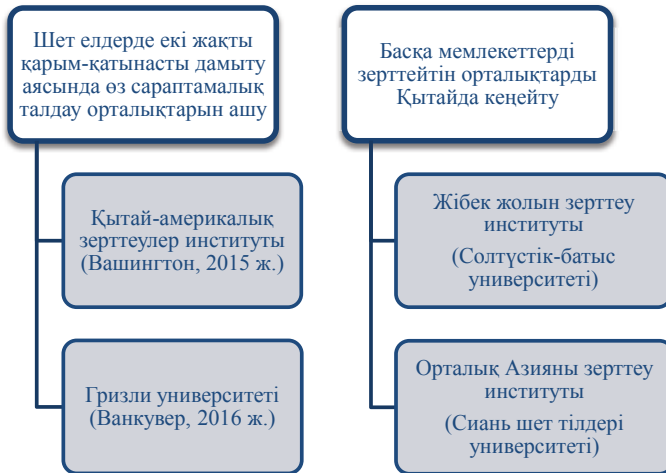 Шет елдерде екі жақты
қарым-қатынасты дамыту
аясында өз сараптамалық
талдау орталықтарын ашу
Қытай-америкалық
зерттеулер институты
(Вашингтон, 2015 ж.)
Гризли университеті
(Ванкувер, 2016 ж.)
Басқа мемлекеттерді
зерттейтін орталықтарды
Қытайда кеңейту
Жібек жолын зерттеу
институты
(Солтүстік-батыс
университеті)
Орталық Азияны зерттеу
институты
(Сиань шет тілдері
университеті)